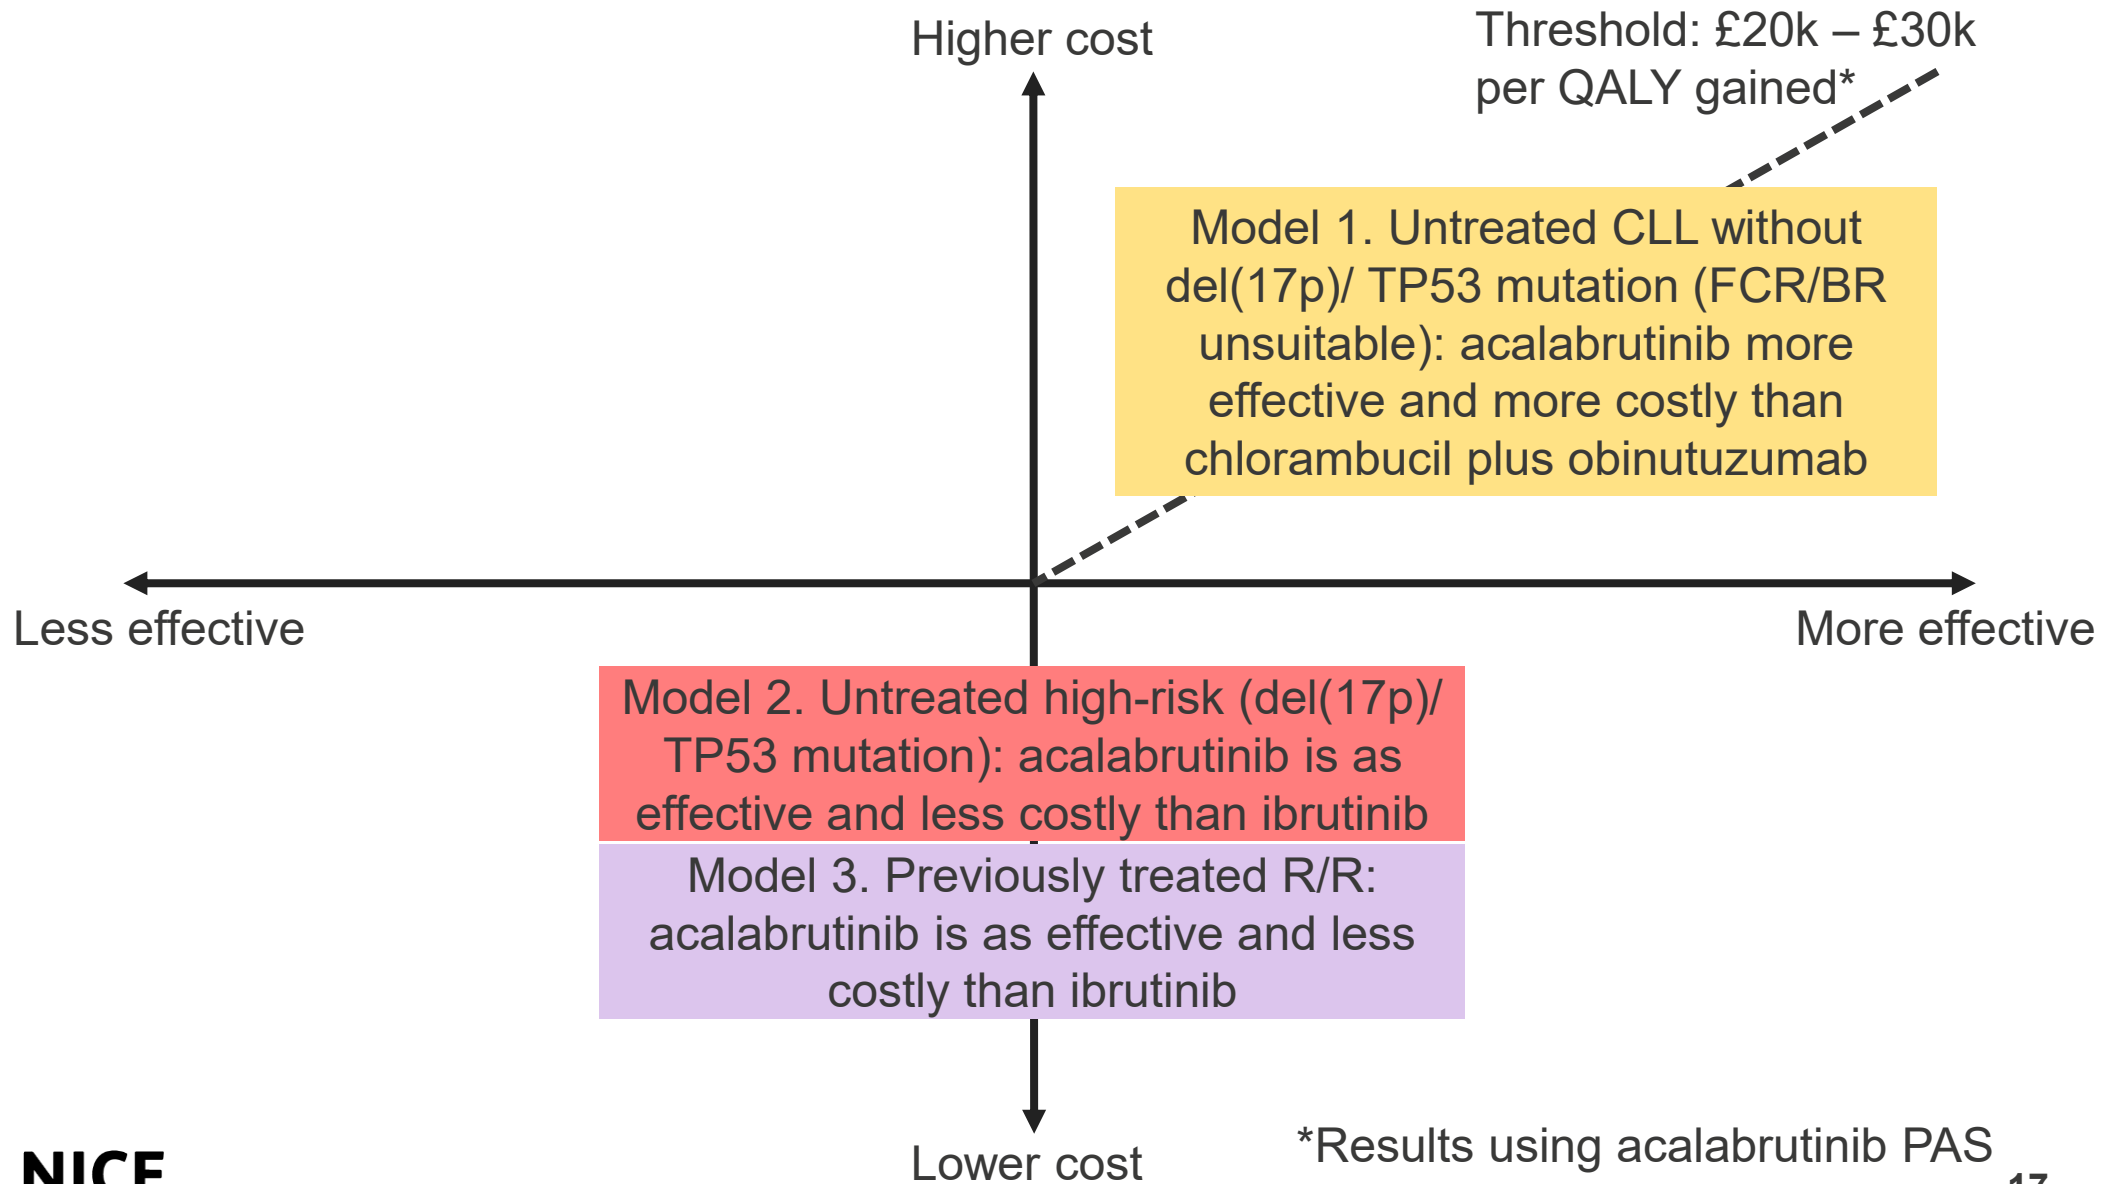 Higher cost
Threshold: £20k – £30k
per QALY gained*
Model 1. Untreated CLL without
del(17p)/ TP53 mutation (FCR/BR
unsuitable): acalabrutinib more
effective and more costly than
chlorambucil plus obinutuzumab
Less effective
More effective
Model 2. Untreated high-risk (del(17p)/
TP53 mutation): acalabrutinib is as
effective and less costly than ibrutinib
Model 3. Previously treated R/R:
acalabrutinib is as effective and less
costly than ibrutinib
Lower cost
*Results using acalabrutinib PAS
NICE
17